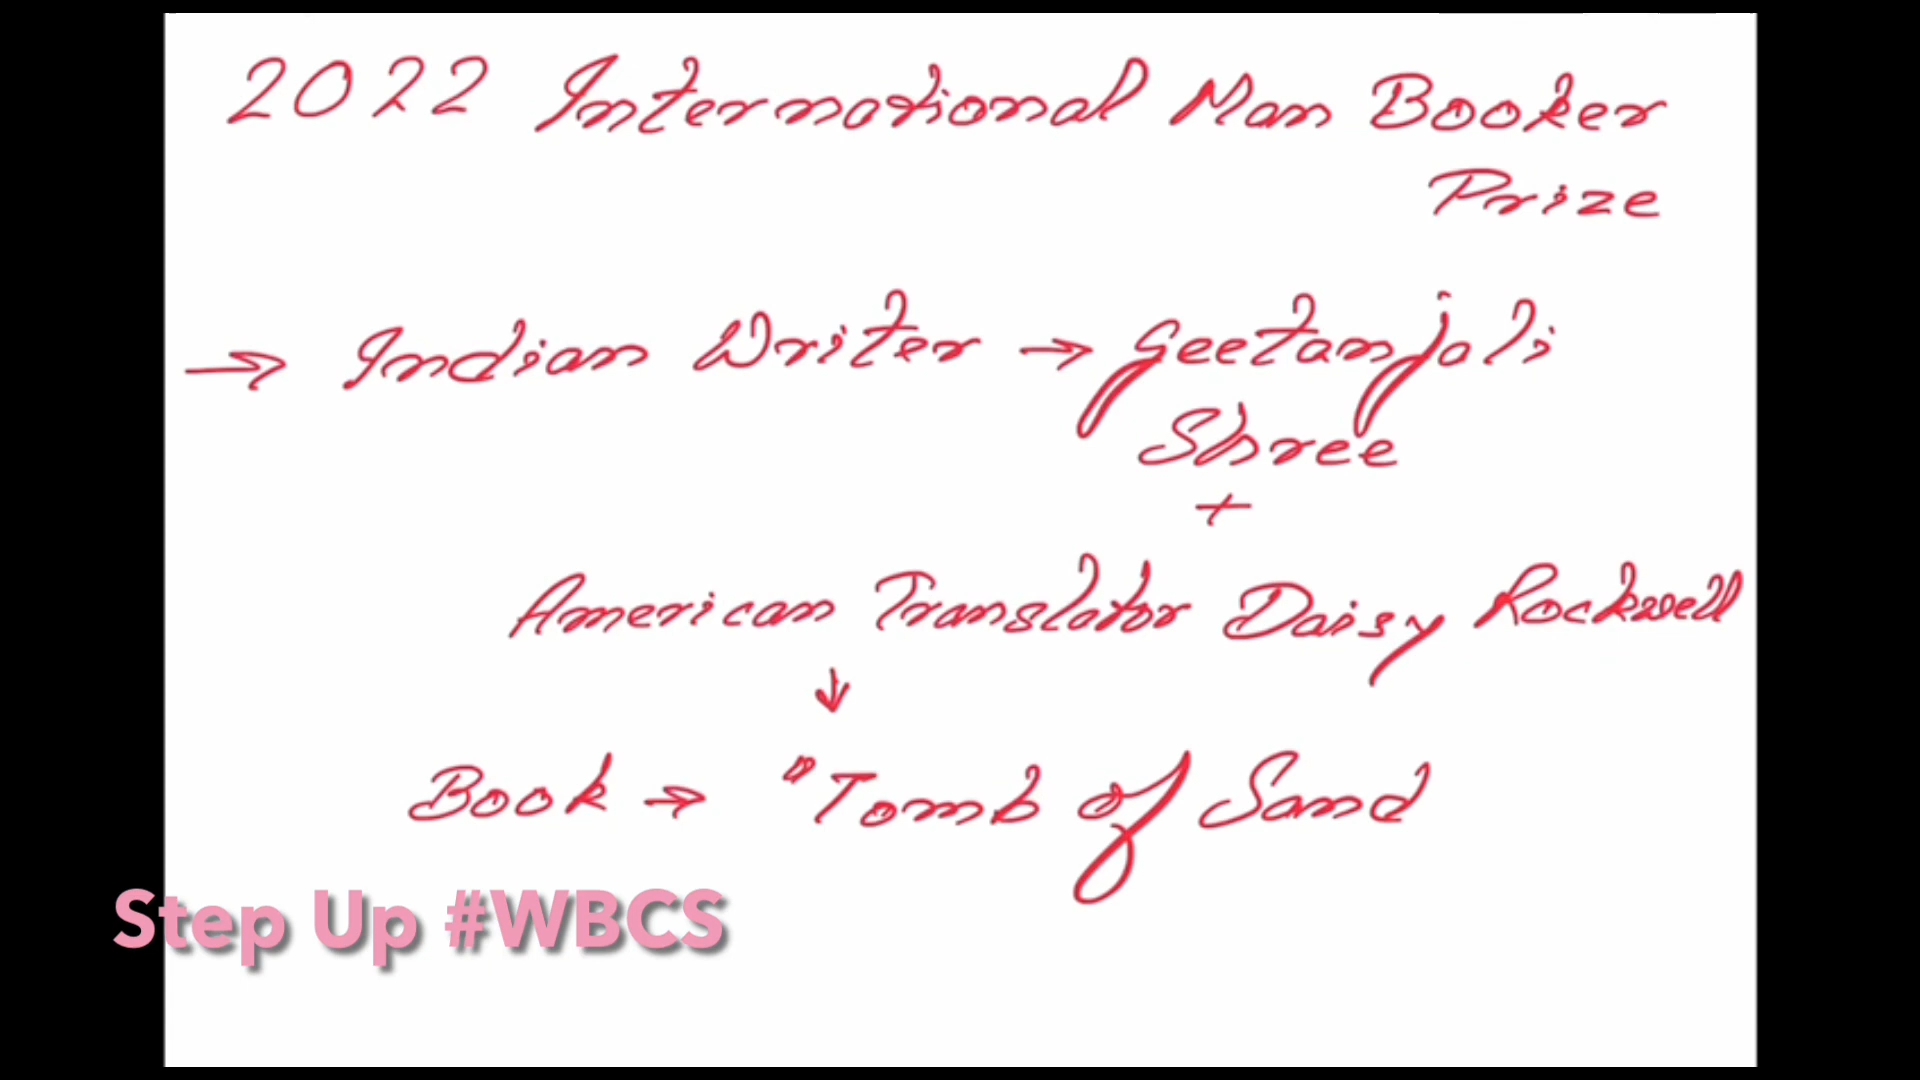 2022 International Man Booker
Prize
→ Indian Writer → Geetanjali
Shree
+
American Translator Daisy Rockwell
↓
Book → "Tomb of Sand
Step Up #WBCS